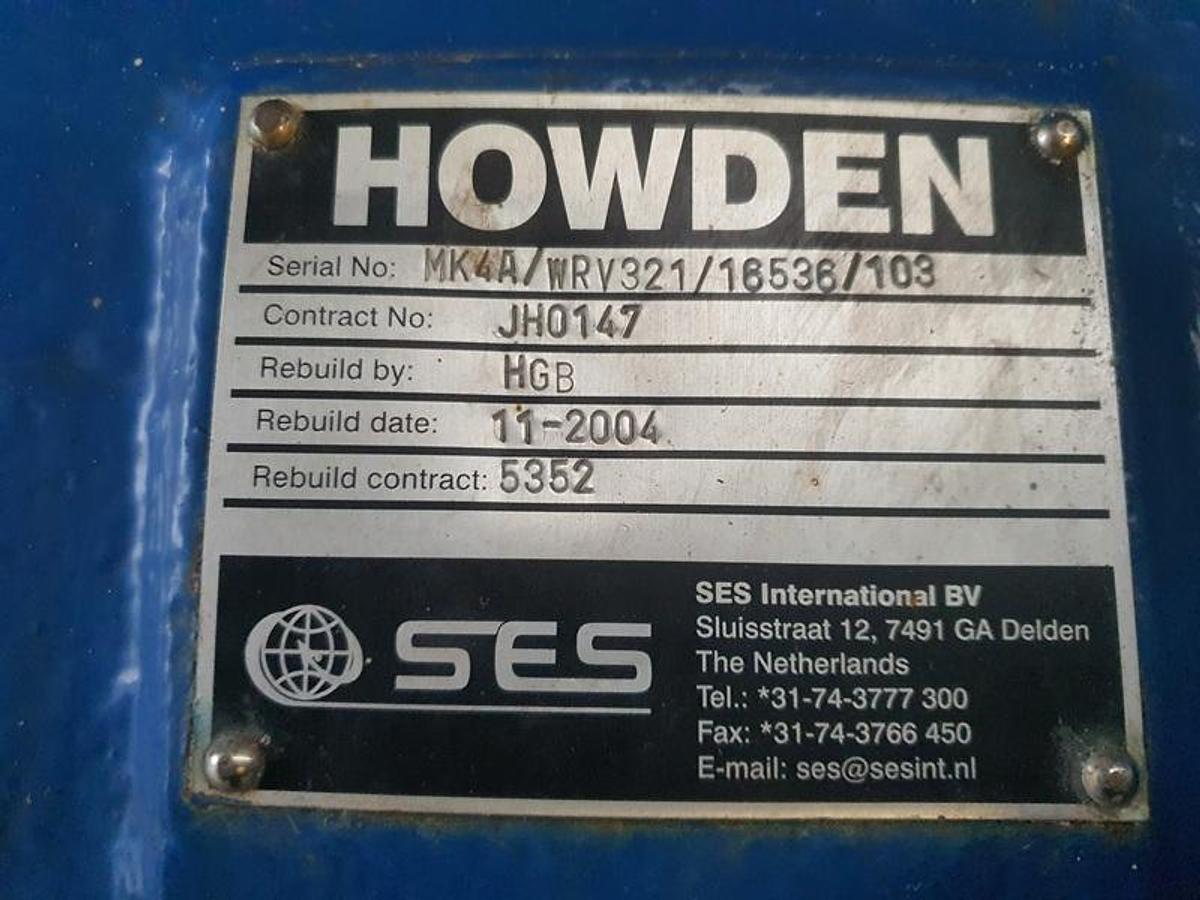 HOWDEN
Serial No: MK4A/WRV321/16536/103
Contract No: JH0147
Rebuild by: HGB
Rebuild date: 11-2004
Rebuild contract: 5352
SES
SES International BV
Sluisstraat 12, 7491 GA Delden
The Netherlands
Tel.: *31-74-3777 300
Fax: *31-74-3766 450
E-mail: ses@sesint.nl